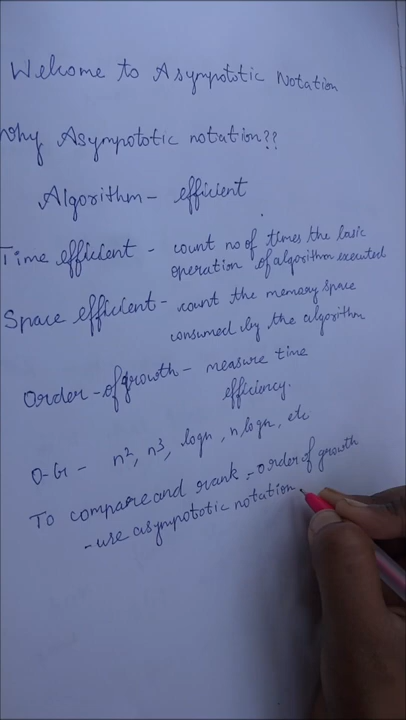 Welcome to Asympototic Notation
Why Asympototic notation??
Algorithm - efficient
Time efficient - count no of times the basic
operation of algorithm executed
Space efficient - count the memory space
consumed by the algorithm
Order-of growth - measure time
efficiency.
O-G - n², n³, logn, n logn, etc
To compare and rank - order of growth
- use asympototic notation.